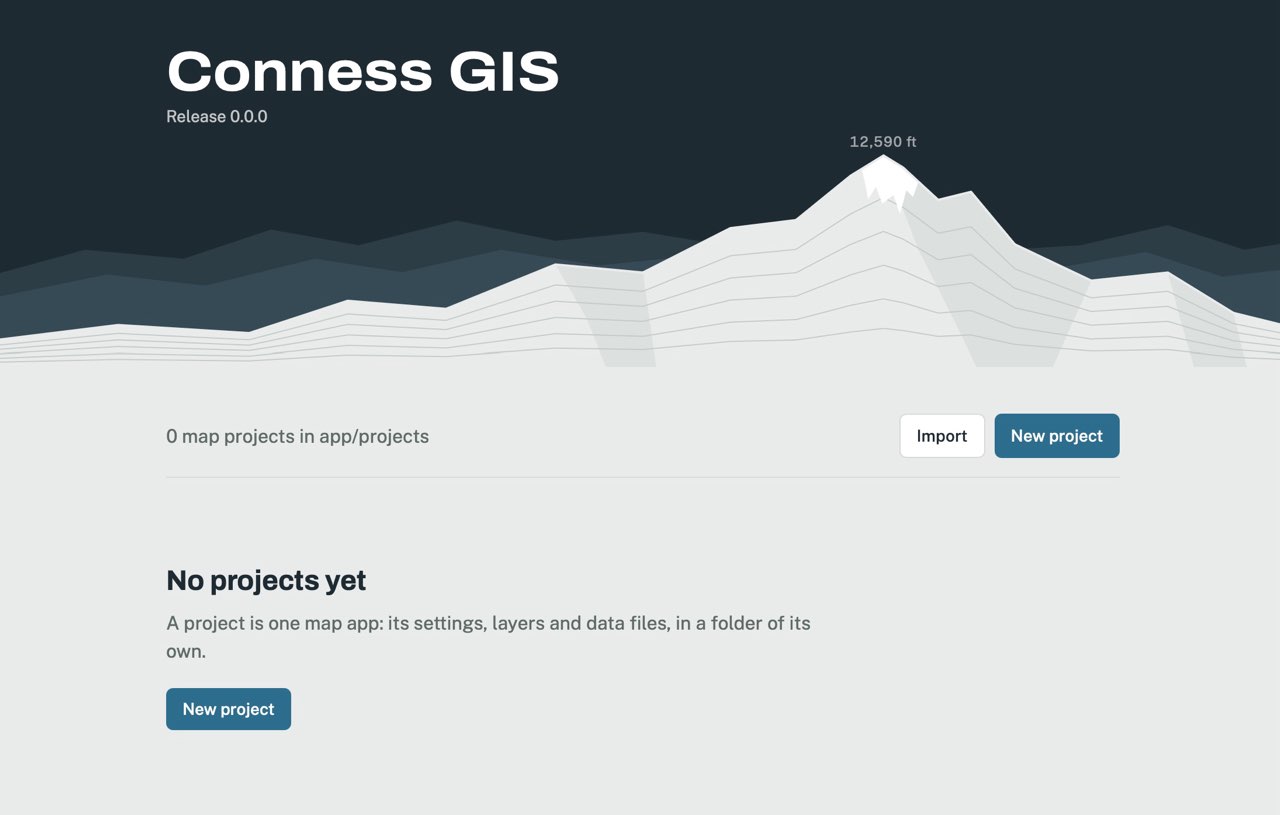 Conness GIS
Release 0.0.0
12,590 ft
0 map projects in app/projects
Import
New project
No projects yet
A project is one map app: its settings, layers and data files, in a folder of its
own.
New project